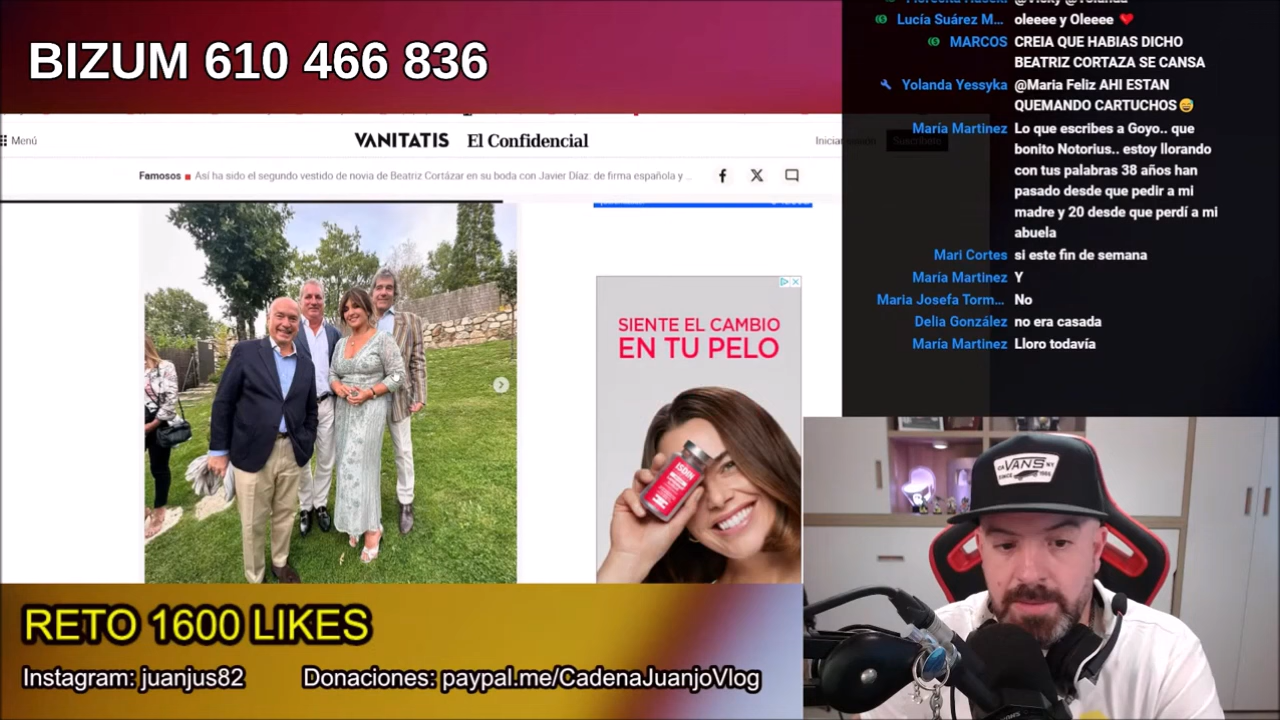 BIZUM 610 466 836
Menú
VANITATIS El Confidencial
Famosos Así ha sido el segundo vestido de novia de Beatriz Cortázar en su boda con Javier Díaz: de firma española y ...
SIENTE EL CAMBIO
EN TU PELO
ISDIN
RETO 1600 LIKES
Instagram: juanjus82 Donaciones: paypal.me/CadenaJuanjoVlog
Lucía Suárez M... oleeee y Oleeee ❤️
MARCOS CREIA QUE HABIAS DICHO
BEATRIZ CORTAZA SE CANSA
Yolanda Yessyka @Maria Feliz AHI ESTAN
QUEMANDO CARTUCHOS😅
María Martinez Lo que escribes a Goyo.. que
bonito Notorius.. estoy llorando
con tus palabras 38 años han
pasado desde que pedir a mi
madre y 20 desde que perdí a mi
abuela
Mari Cortes si este fin de semana
María Martinez Y
Maria Josefa Torm... No
Delia González no era casada
María Martinez Lloro todavía
VANS